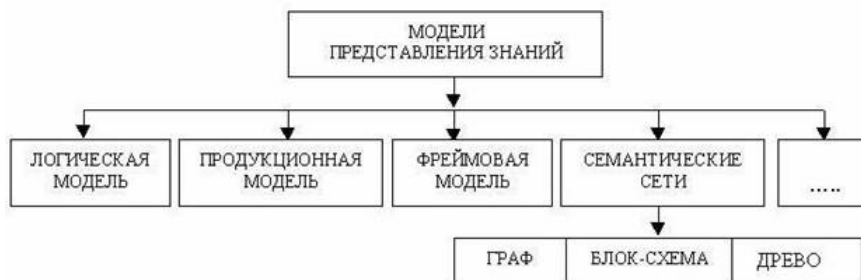 МОДЕЛИ
ПРЕДСТАВЛЕНИЯ ЗНАНИЙ
ЛОГИЧЕСКАЯ
МОДЕЛЬ
ПРОДУКЦИОННАЯ
МОДЕЛЬ
ФРЕЙМОВАЯ
МОДЕЛЬ
СЕМАНТИЧЕСКИЕ
СЕТИ
.....
ГРАФ
БЛОК-СХЕМА
ДРЕВО